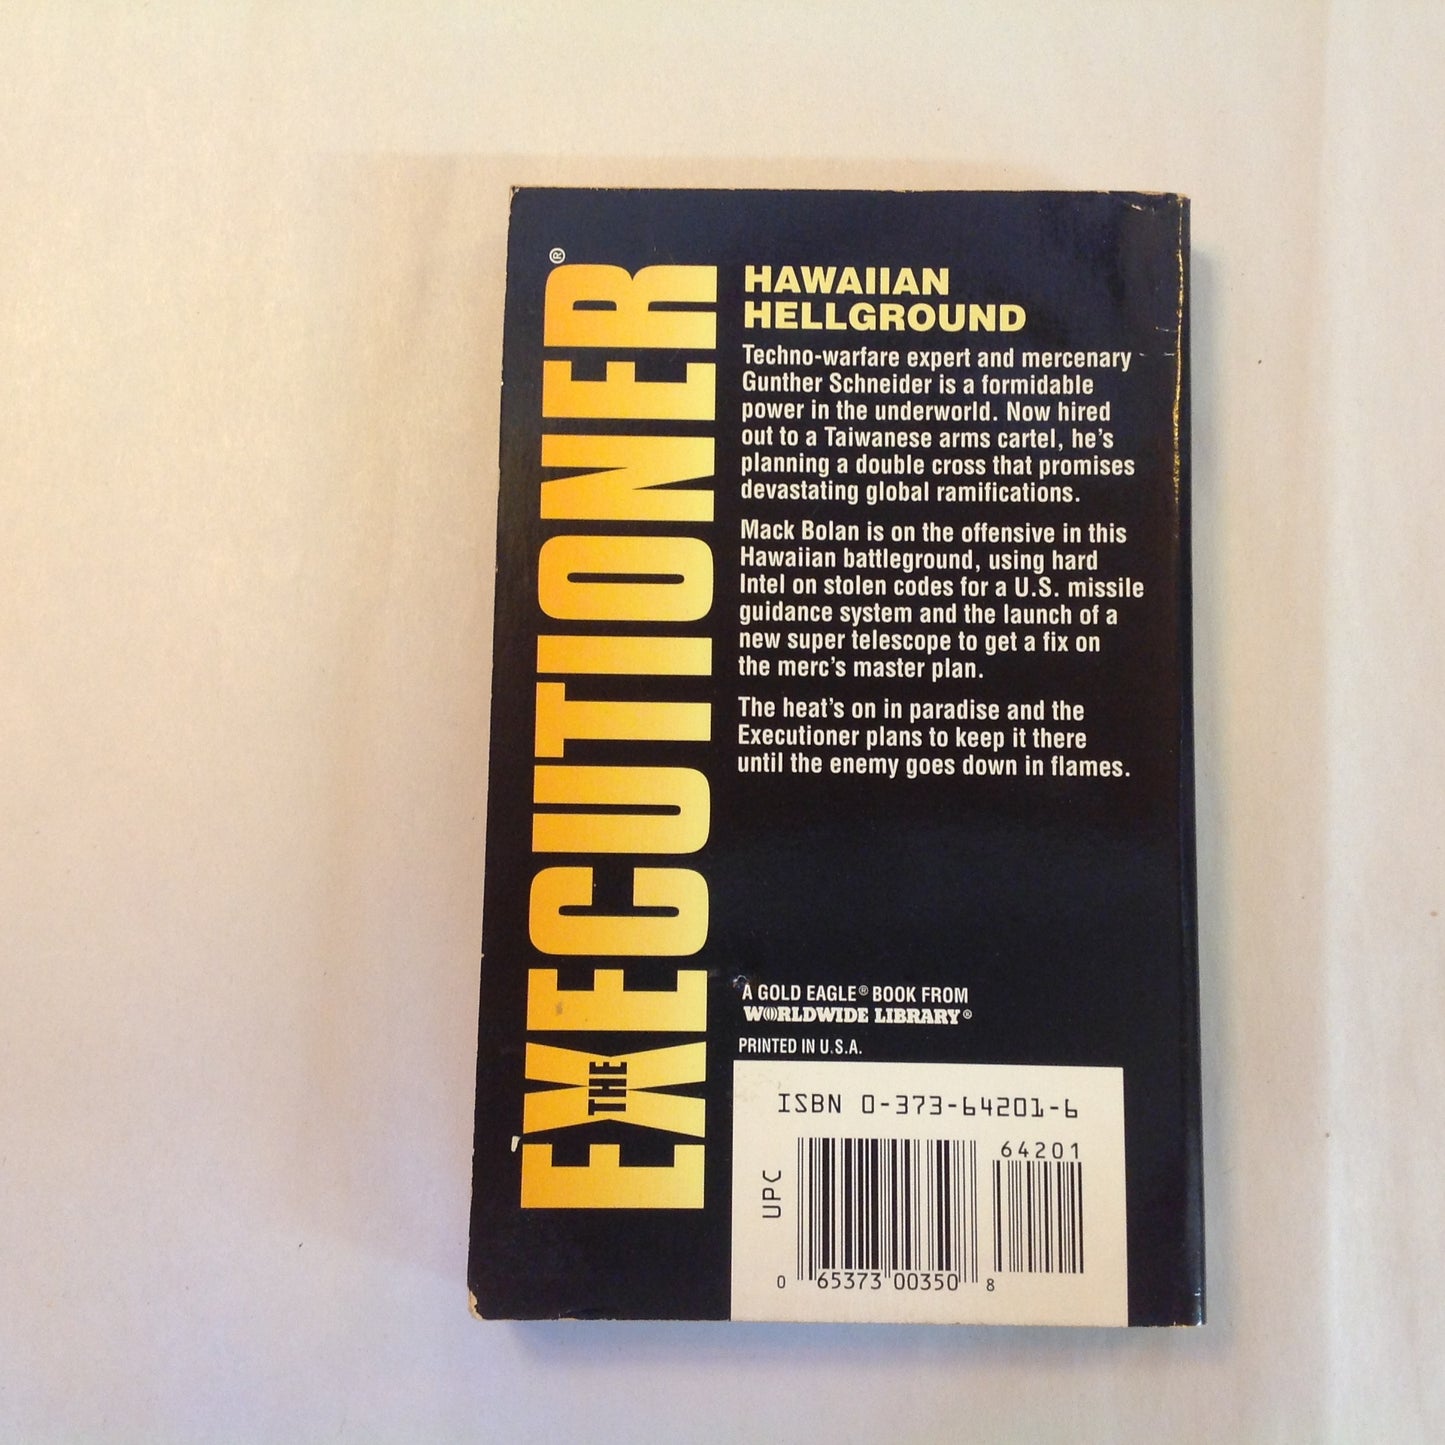 THE
EXECUTIONER®
HAWAIIAN
HELLGROUND
Techno-warfare expert and mercenary
Gunther Schneider is a formidable
power in the underworld. Now hired
out to a Taiwanese arms cartel, he's
planning a double cross that promises
devastating global ramifications.
Mack Bolan is on the offensive in this
Hawaiian battleground, using hard
Intel on stolen codes for a U.S. missile
guidance system and the launch of a
new super telescope to get a fix on
the merc's master plan.
The heat's on in paradise and the
Executioner plans to keep it there
until the enemy goes down in flames.
A GOLD EAGLE® BOOK FROM
WORLDWIDE LIBRARY®
PRINTED IN U.S.A.
ISBN 0-373-64201-6
64201
UPC
0 65373 00350 8